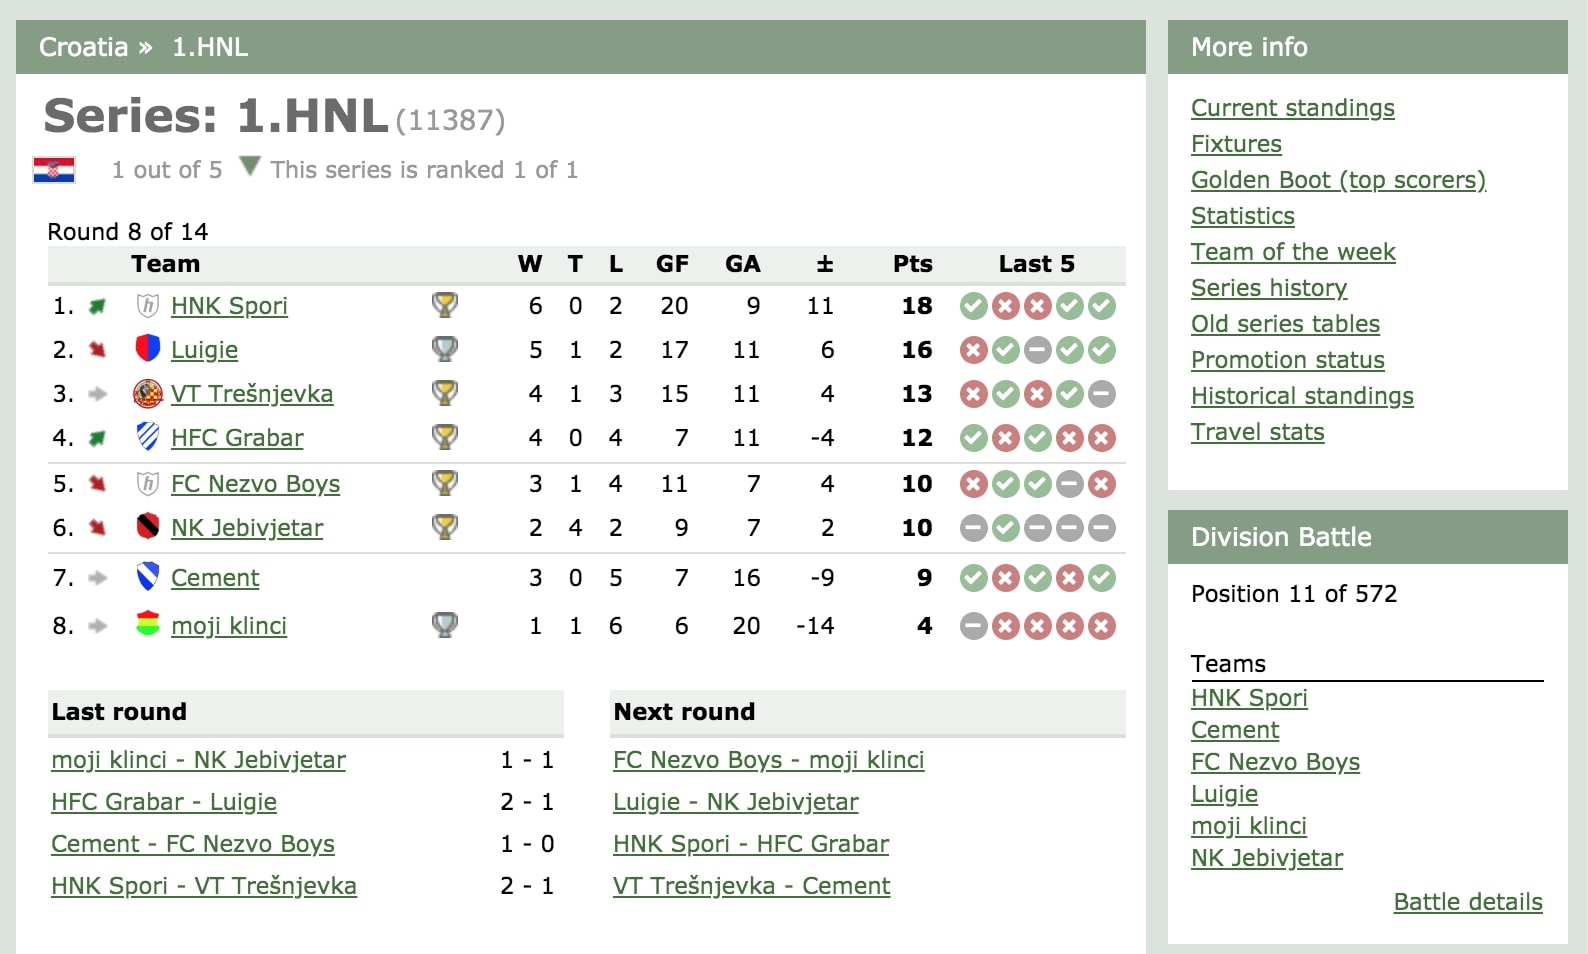 Croatia » 1.HNL
Series: 1.HNL (11387)
1 out of 5 This series is ranked 1 of 1
Round 8 of 14
Team W T L GF GA ± Pts Last 5
1. HNK Spori 6 0 2 20 9 11 18
2. Luigie 5 1 2 17 11 6 16
3. VT Trešnjevka 4 1 3 15 11 4 13
4. HFC Grabar 4 0 4 7 11 -4 12
5. FC Nezvo Boys 3 1 4 11 7 4 10
6. NK Jebivjetar 2 4 2 9 7 2 10
7. Cement 3 0 5 7 16 -9 9
8. moji klinci 1 1 6 6 20 -14 4
Last round
moji klinci - NK Jebivjetar 1 - 1
HFC Grabar - Luigie 2 - 1
Cement - FC Nezvo Boys 1 - 0
HNK Spori - VT Trešnjevka 2 - 1
Next round
FC Nezvo Boys - moji klinci
Luigie - NK Jebivjetar
HNK Spori - HFC Grabar
VT Trešnjevka - Cement
More info
Current standings
Fixtures
Golden Boot (top scorers)
Statistics
Team of the week
Series history
Old series tables
Promotion status
Historical standings
Travel stats
Division Battle
Position 11 of 572
Teams
HNK Spori
Cement
FC Nezvo Boys
Luigie
moji klinci
NK Jebivjetar
Battle details